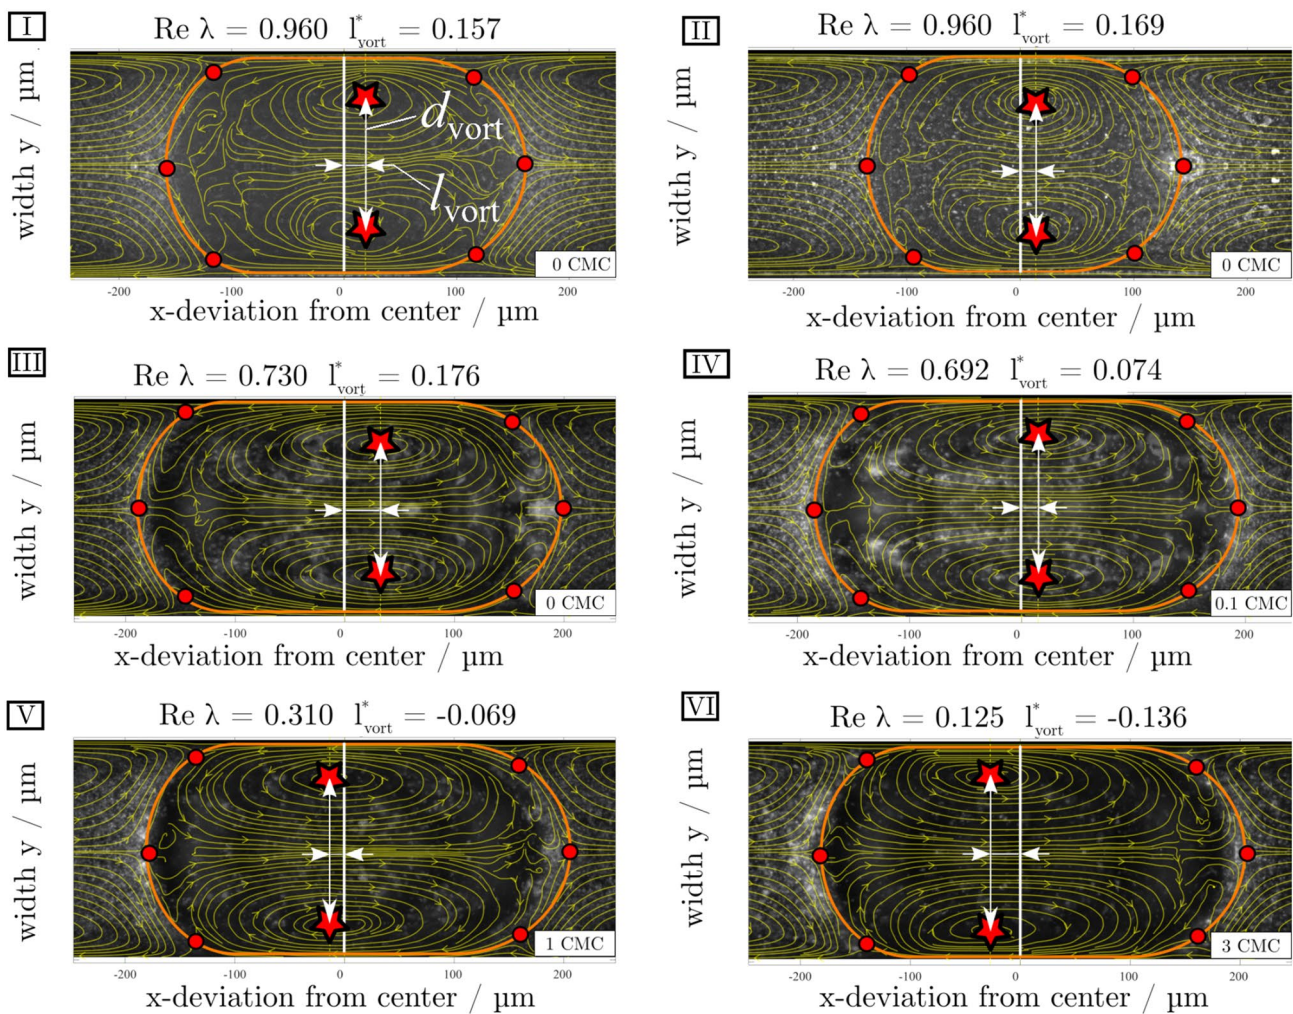 I
Re λ = 0.960 l*vort = 0.157
width y / µm
dvort
lvort
0 CMC
-200 -100 0 100 200
x-deviation from center / µm
II
Re λ = 0.960 l*vort = 0.169
width y / µm
0 CMC
-200 -100 0 100 200
x-deviation from center / µm
III
Re λ = 0.730 l*vort = 0.176
width y / µm
0 CMC
-200 -100 0 100 200
x-deviation from center / µm
IV
Re λ = 0.692 l*vort = 0.074
width y / µm
0.1 CMC
-200 -100 0 100 200
x-deviation from center / µm
V
Re λ = 0.310 l*vort = -0.069
width y / µm
1 CMC
-200 -100 0 100 200
x-deviation from center / µm
VI
Re λ = 0.125 l*vort = -0.136
width y / µm
3 CMC
-200 -100 0 100 200
x-deviation from center / µm